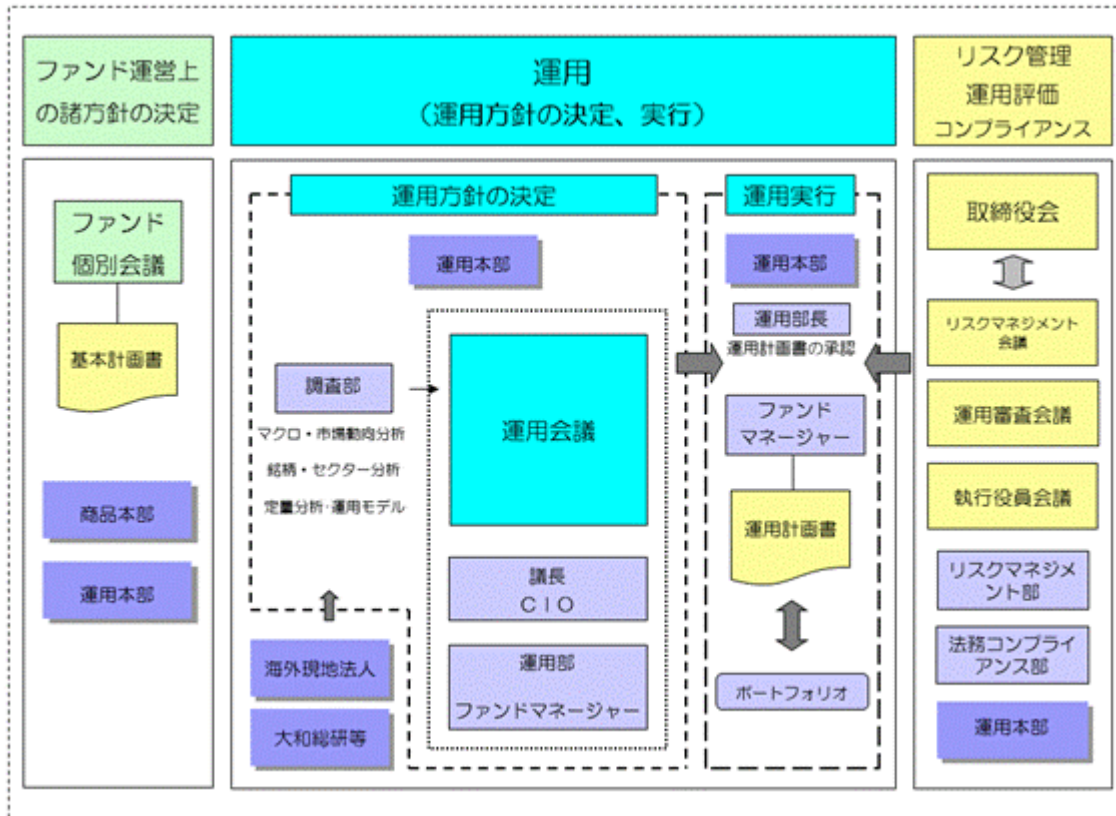 ファンド運営上
の諸方針の決定
運用
(運用方針の決定、実行)
リスク管理
運用評価
コンプライアンス
ファンド
個別会議
基本計画書
商品本部
運用本部
運用方針の決定
運用本部
調査部
マクロ・市場動向分析
銘柄・セクター分析
定量分析・運用モデル
運用会議
議長
CIO
運用部
ファンドマネージャー
海外現地法人
大和総研等
運用実行
運用本部
運用部長
運用計画書の承認
ファンド
マネージャー
運用計画書
ポートフォリオ
取締役会
リスクマネジメント
会議
運用審査会議
執行役員会議
リスクマネジメ
ント部
法務コンプライ
アンス部
運用本部